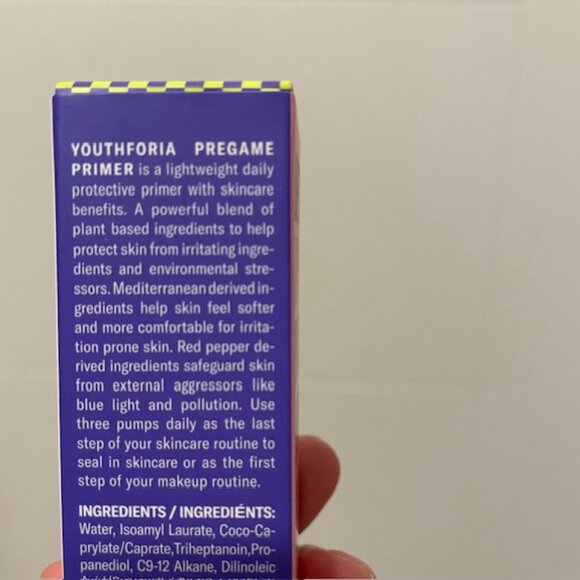 YOUTHFORIA PREGAME
PRIMER is a lightweight daily
protective primer with skincare
benefits. A powerful blend of
plant based ingredients to help
protect skin from irritating ingre-
dients and environmental stre-
ssors. Mediterranean derived in-
gredients help skin feel softer
and more comfortable for irrita-
tion prone skin. Red pepper de-
rived ingredients safeguard skin
from external aggressors like
blue light and pollution. Use
three pumps daily as the last
step of your skincare routine to
seal in skincare or as the first
step of your makeup routine.
INGREDIENTS / INGREDIÉNTS:
Water, Isoamyl Laurate, Coco-Ca-
prylate/Caprate,Triheptanoin,Pro-
panediol, C9-12 Alkane, Dilinoleic